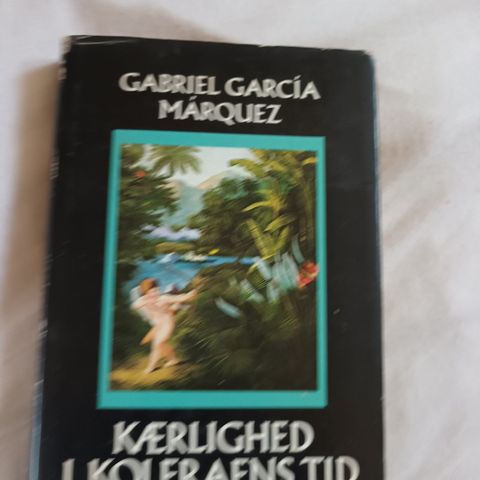 GABRIEL GARCÍA
MÁRQUEZ
KÆRLIGHED
I KOLERAENS TID